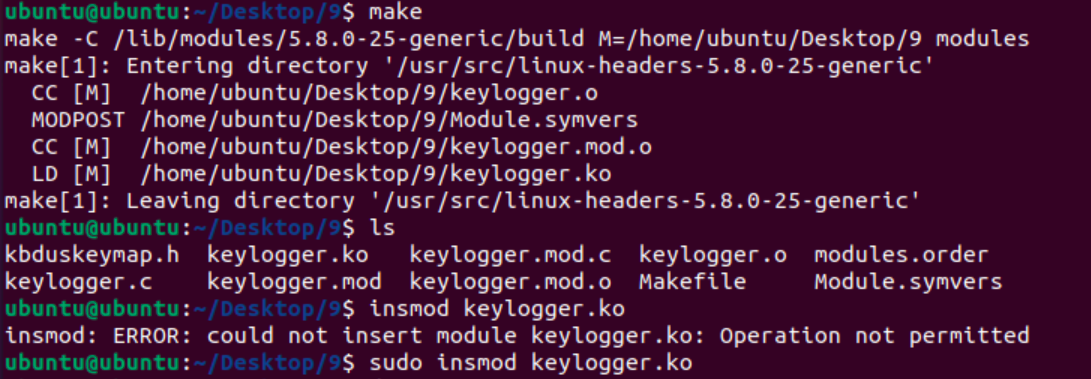 ubuntu@ubuntu:~/Desktop/9$ make
make -C /lib/modules/5.8.0-25-generic/build M=/home/ubuntu/Desktop/9 modules
make[1]: Entering directory '/usr/src/linux-headers-5.8.0-25-generic'
  CC [M]  /home/ubuntu/Desktop/9/keylogger.o
  MODPOST /home/ubuntu/Desktop/9/Module.symvers
  CC [M]  /home/ubuntu/Desktop/9/keylogger.mod.o
  LD [M]  /home/ubuntu/Desktop/9/keylogger.ko
make[1]: Leaving directory '/usr/src/linux-headers-5.8.0-25-generic'
ubuntu@ubuntu:~/Desktop/9$ ls
kbduskeymap.h  keylogger.ko   keylogger.mod.c  keylogger.o  modules.order
keylogger.c    keylogger.mod  keylogger.mod.o  Makefile     Module.symvers
ubuntu@ubuntu:~/Desktop/9$ insmod keylogger.ko
insmod: ERROR: could not insert module keylogger.ko: Operation not permitted
ubuntu@ubuntu:~/Desktop/9$ sudo insmod keylogger.ko